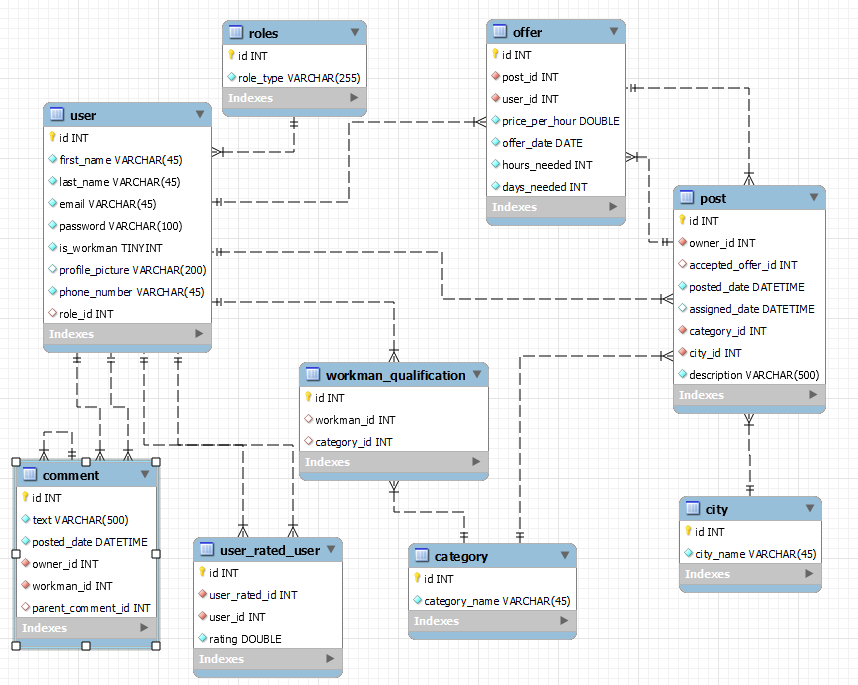 roles
id INT
role_type VARCHAR(255)
Indexes
offer
id INT
post_id INT
user_id INT
price_per_hour DOUBLE
offer_date DATE
hours_needed INT
days_needed INT
Indexes
user
id INT
first_name VARCHAR(45)
last_name VARCHAR(45)
email VARCHAR(45)
password VARCHAR(100)
is_workman TINYINT
profile_picture VARCHAR(200)
phone_number VARCHAR(45)
role_id INT
Indexes
post
id INT
owner_id INT
accepted_offer_id INT
posted_date DATETIME
assigned_date DATETIME
category_id INT
city_id INT
description VARCHAR(500)
Indexes
workman_qualification
id INT
workman_id INT
category_id INT
Indexes
comment
id INT
text VARCHAR(500)
posted_date DATETIME
owner_id INT
workman_id INT
parent_comment_id INT
Indexes
user_rated_user
id INT
user_rated_id INT
user_id INT
rating DOUBLE
Indexes
category
id INT
category_name VARCHAR(45)
Indexes
city
id INT
city_name VARCHAR(45)
Indexes